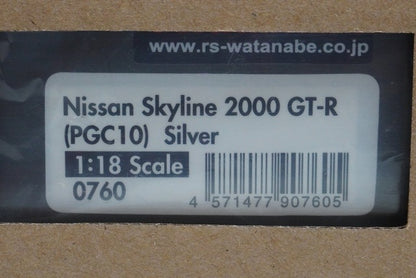 www.rs-watanabe.co.jp
Nissan Skyline 2000 GT-R
(PGC10) Silver
1:18 Scale
0760
4 571477 907605